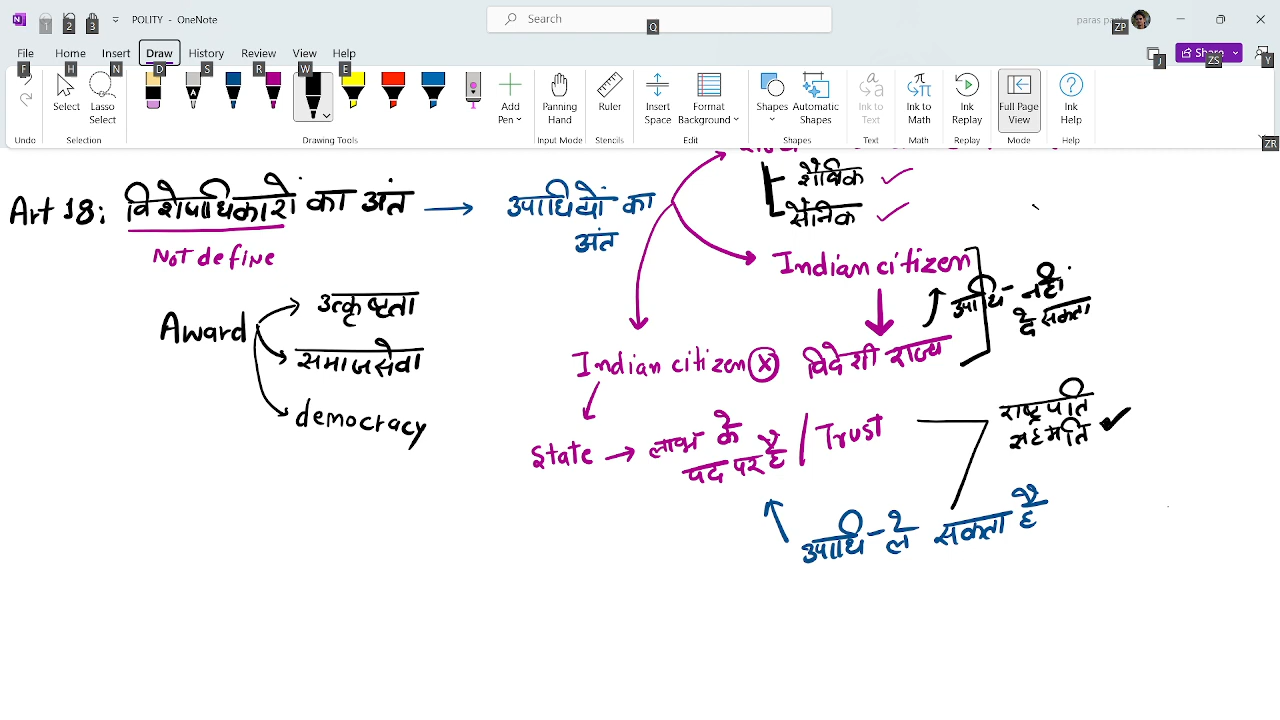 POLITY - OneNote
Search
paras pant
File Home Insert Draw History Review View Help
Share
Select
Lasso Select
Add Pen
Panning Hand
Ruler
Insert Space
Format Background
Shapes
Automatic Shapes
Ink to Text
Ink to Math
Ink Replay
Full Page View
Ink Help
Undo
Selection
Drawing Tools
Input Mode
Stencils
Edit
Shapes
Text
Math
Replay
Mode
Help
Art 18: विशेषाधिकारों का अंत → उपाधियों का अंत
Not define
शैक्षिक ✓
सैनिक ✓
Indian citizen
Award
उत्कृष्टता
समाजसेवा
democracy
उपाधि - नहीं
दे सकता
Indian citizen ⓧ विदेशी राज्य
State → लाभ के
पद पर है / Trust
राष्ट्रपति
सहमति ✓
उपाधि - ले सकता है